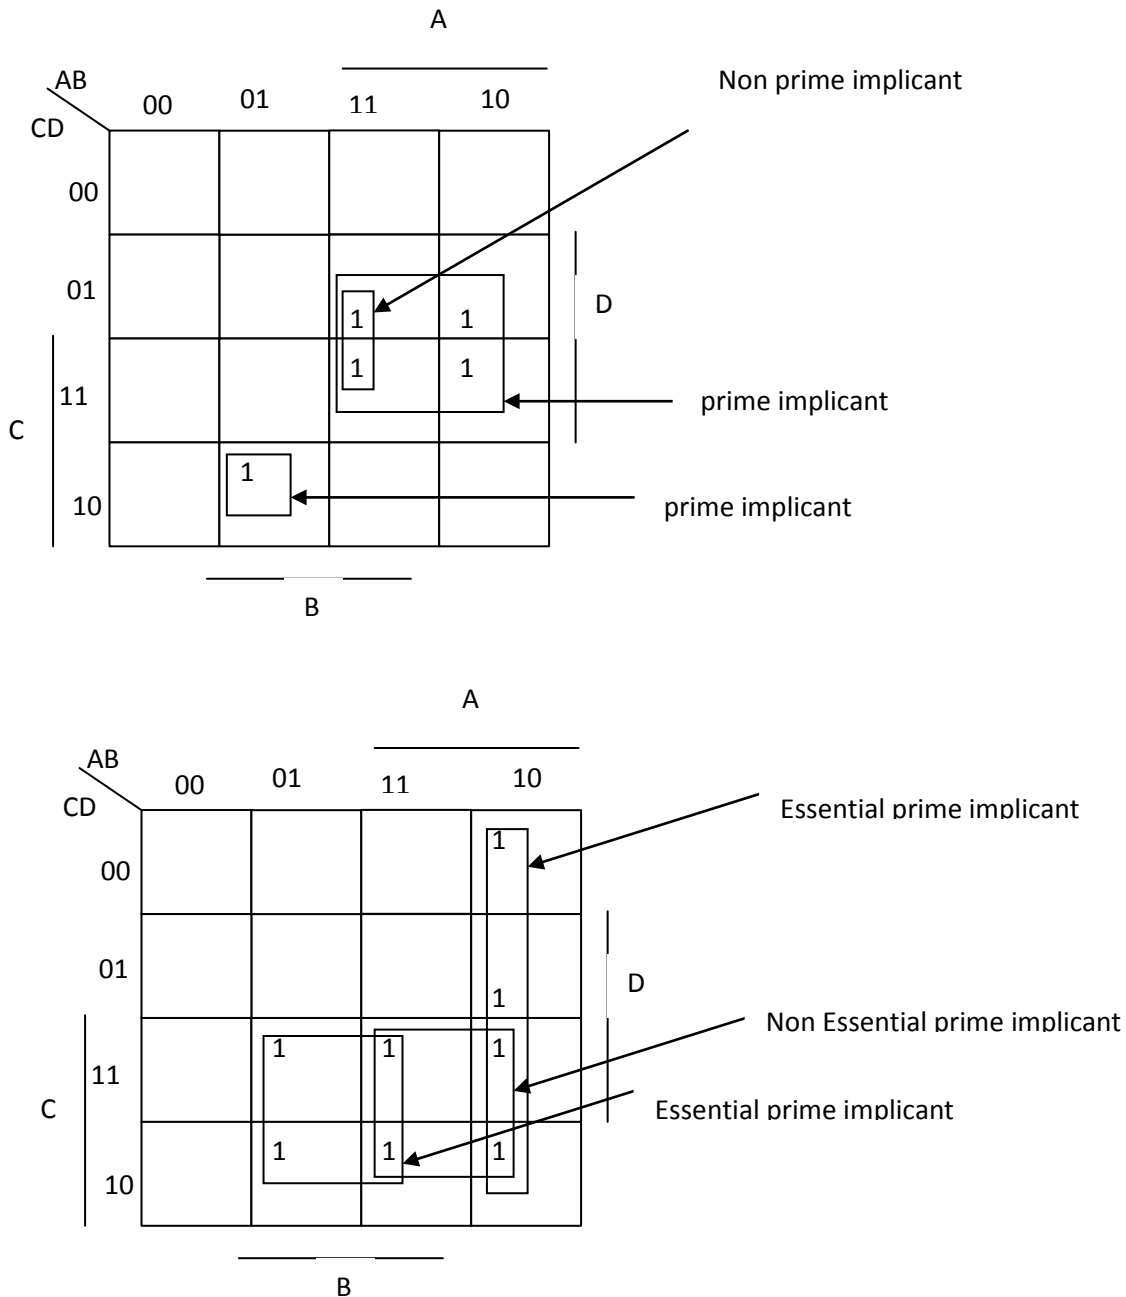 A
AB
Non prime implicant
00 01 11 10
CD
00
01 D
1 1
1 1
11 prime implicant
C
1
10 prime implicant
B
A
AB
00 01 11 10
CD Essential prime implicant
1
00
01 D
1
Non Essential prime implicant
1 1 1
11
C Essential prime implicant
1 1 1
10
B